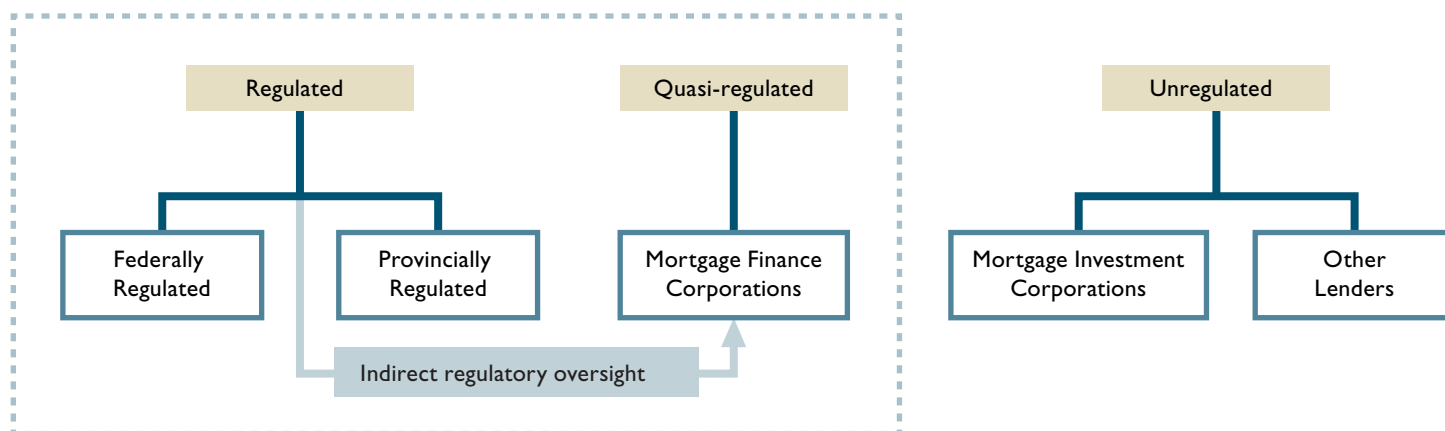 Regulated
Quasi-regulated
Unregulated
Federally
Regulated
Provincially
Regulated
Mortgage Finance
Corporations
Mortgage Investment
Corporations
Other
Lenders
Indirect regulatory oversight